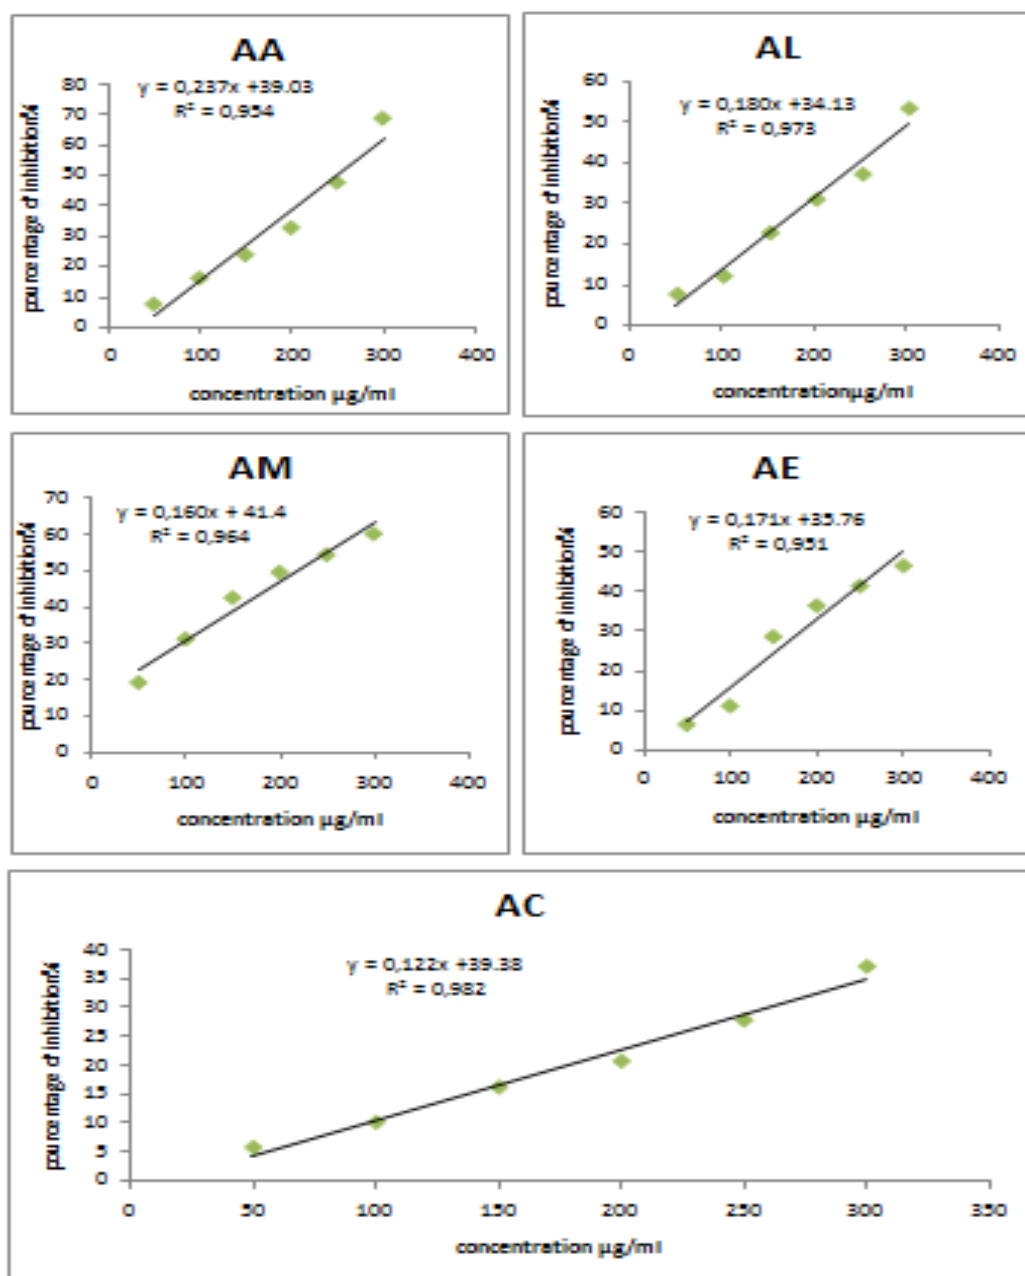 AA
y = 0,237x +39.03
R² = 0,954
pourcentage d'inhibition%
80
70
60
50
40
30
20
10
0
0 100 200 300 400
concentration µg/ml
AL
y = 0,180x +34.13
R² = 0,973
pourcentage d'inhibition%
60
50
40
30
20
10
0
0 100 200 300 400
concentrationµg/ml
AM
y = 0,160x + 41.4
R² = 0,964
pourcentage d'inhibition%
70
60
50
40
30
20
10
0
0 100 200 300 400
concentration µg/ml
AE
y = 0,171x +35.76
R² = 0,951
pourcentage d'inhibition%
60
50
40
30
20
10
0
0 100 200 300 400
concentration µg/ml
AC
y = 0,122x +39.38
R² = 0,982
pourcentage d'inhibition%
40
35
30
25
20
15
10
5
0
0 50 100 150 200 250 300 350
concentration µg/ml